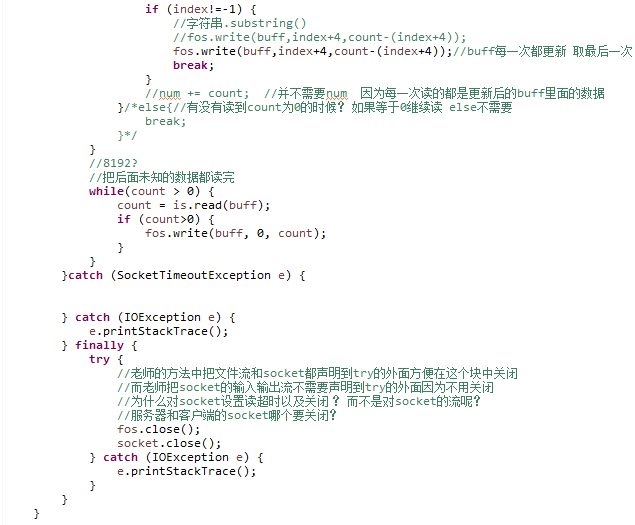 if (index!=-1) {
//字符串.substring()
//fos.write(buff,index+4,count-(index+4));
fos.write(buff,index+4,count-(index+4));//buff每一次都更新 取最后一次
break;
}
//num += count;  //并不需要num  因为每一次读的都是更新后的buff里面的数据
}/*else{//有没有读到count为0的时候? 如果等于0继续读 else不需要
break;
}*/
}
//8192?
//把后面未知的数据都读完
while(count > 0) {
count = is.read(buff);
if (count>0) {
fos.write(buff, 0, count);
}
}
}catch (SocketTimeoutException e) {
} catch (IOException e) {
e.printStackTrace();
} finally {
try {
//老师的方法中把文件流和socket都声明到try的外面方便在这个块中关闭
//而老师把socket的输入输出流不需要声明到try的外面因为不用关闭
//为什么对socket设置读超时以及关闭 ? 而不是对socket的流呢?
//服务器和客户端的socket哪个要关闭?
fos.close();
socket.close();
} catch (IOException e) {
e.printStackTrace();
}
}
}